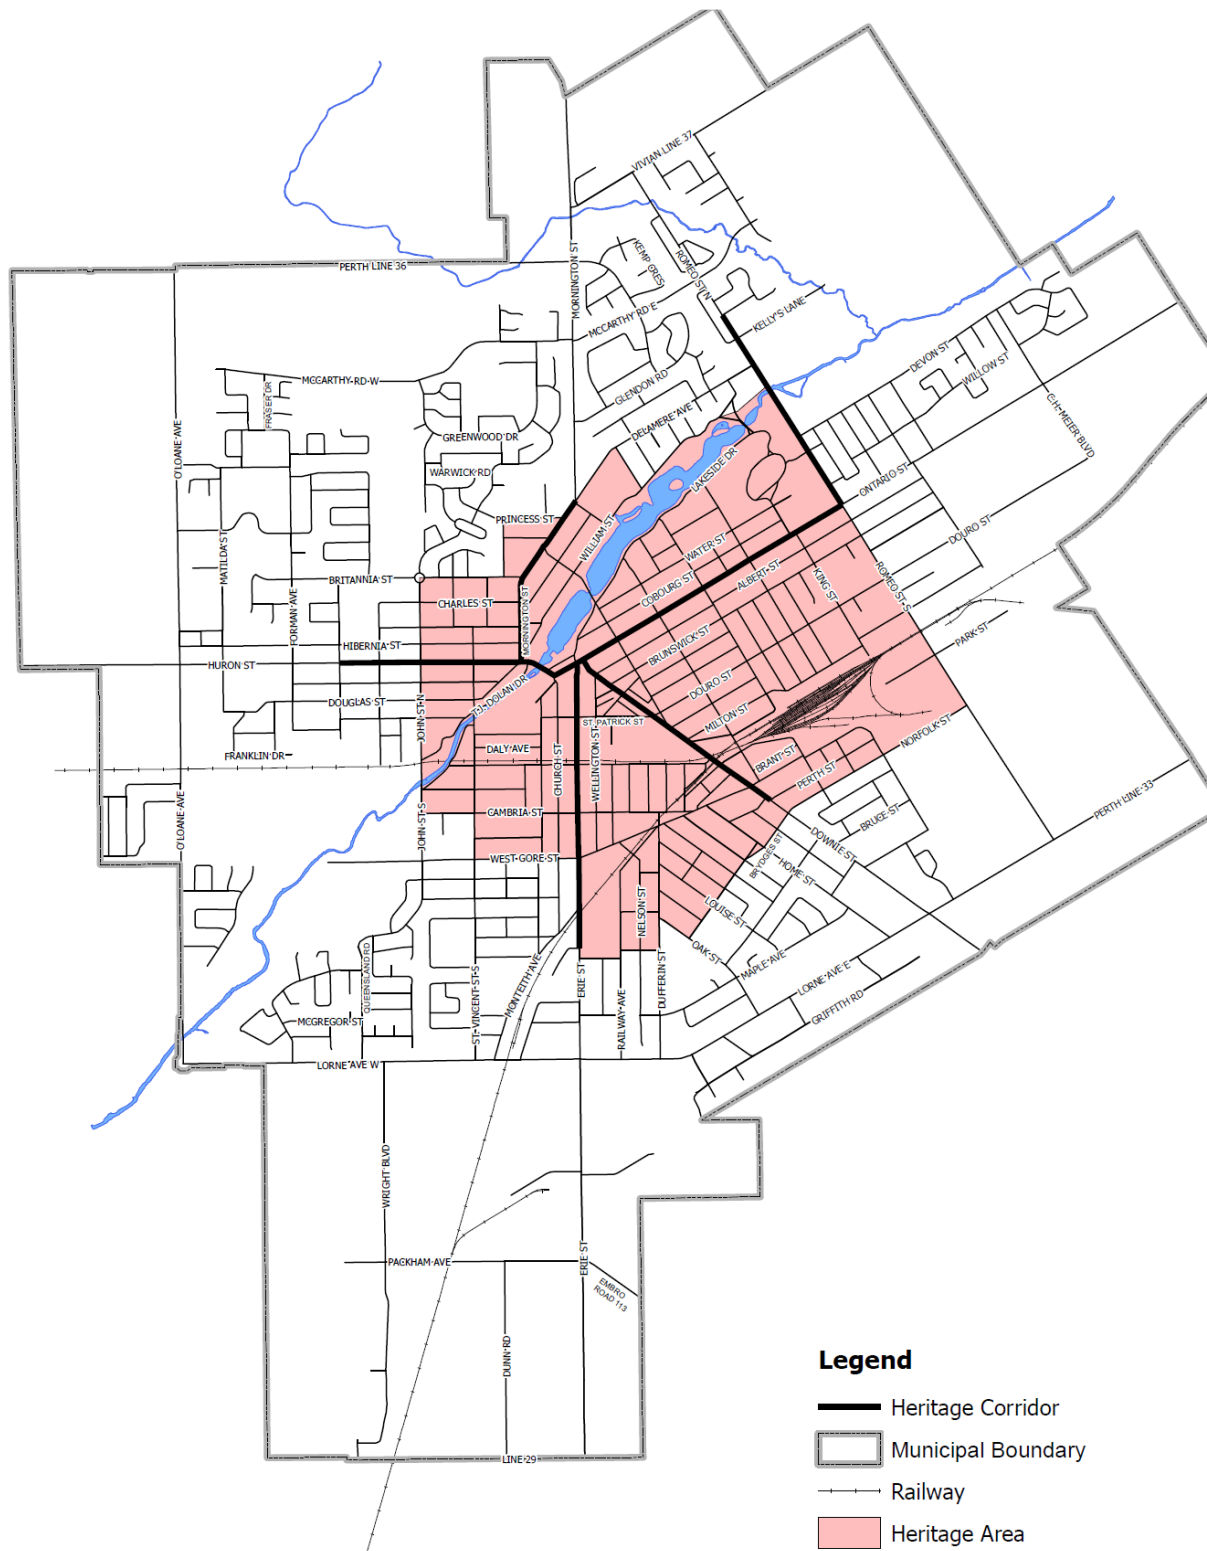 VIVIAN LINE 37
PERTH LINE 36
MORNINGTON ST
KEMP CRES
ROMEO ST N
MCCARTHY RD E
KELLY'S LANE
MCCARTHY RD W
FRASER DR
GLENDON RD
DEVON ST
WILLOW ST
O'LOANE AVE
GREENWOOD DR
DELAMERE AVE
C.H. MEIER BLVD
WARWICK RD
LAKESIDE DR
ONTARIO ST
PRINCESS ST
WILLIAM ST
DOURO ST
MATILDA ST
WATER ST
BRITANNIA ST
COBOURG ST
ALBERT ST
KING ST
ROMEO ST S
FORMAN AVE
CHARLES ST
MORNINGTON ST
HIBERNIA ST
BRUNSWICK ST
PARK ST
HURON ST
DOURO ST
T.J. DOLAN DR
DOUGLAS ST
JOHN ST N
ST. PATRICK ST
MILTON ST
NORFOLK ST
FRANKLIN DR
DALY AVE
CHURCH ST
WELLINGTON ST
BRANT ST
PERTH ST
O'LOANE AVE
JOHN ST S
CAMBRIA ST
PERTH LINE 33
BRUCE ST
DOWNIE ST
WEST GORE ST
BRYDGES ST
HOME ST
NELSON ST
LOUISE ST
QUEENSLAND RD
OAK ST
MAPLE AVE
ST VINCENT ST S
MONTEITH AVE
ERIE ST
DUFFERIN ST
LORNE AVE E
GRIFFITH RD
MCGREGOR ST
RAILWAY AVE
LORNE AVE W
WRIGHT BLVD
PACKHAM AVE
ERIE ST
EMBRO
ROAD 113
DUNN RD
LINE 29
Legend
Heritage Corridor
Municipal Boundary
Railway
Heritage Area